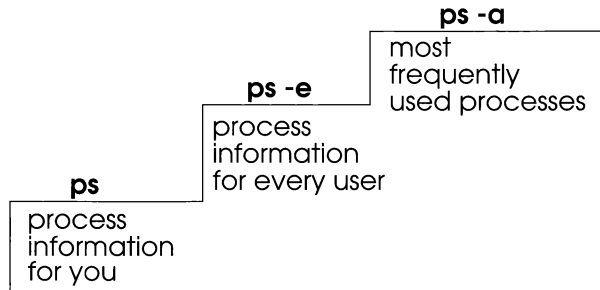 ps -a
most
frequently
used processes
ps -e
process
information
for every user
ps
process
information
for you